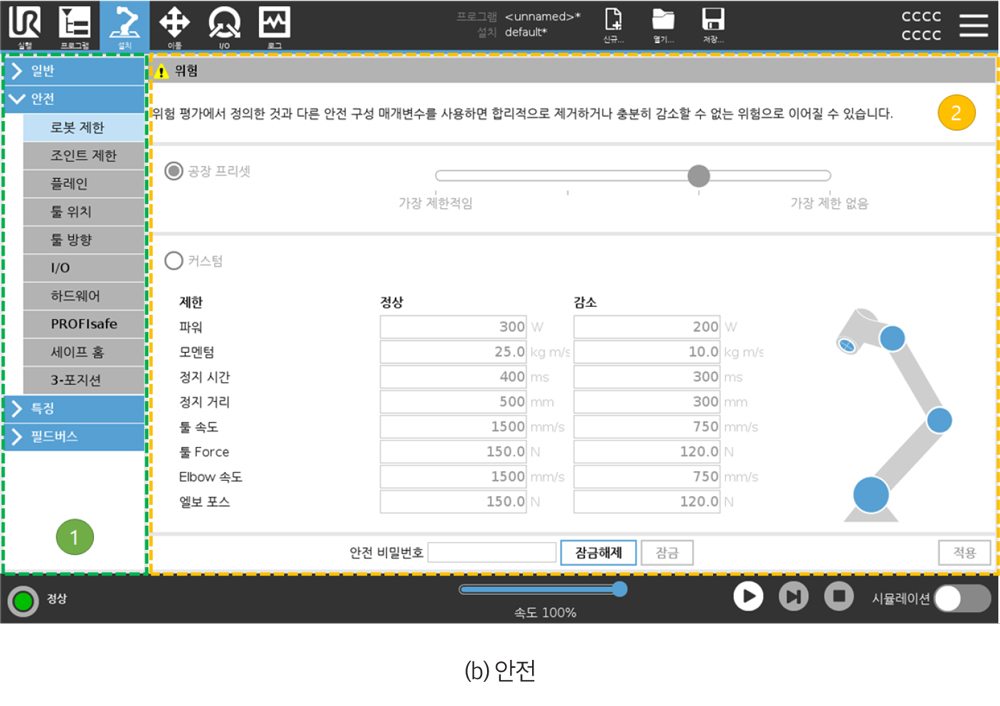 UR
실행
프로그램
설치
이동
I/O
로그
프로그램 <unnamed>*
설치 default*
신규...
열기...
저장...
CCCC
CCCC
일반
안전
로봇 제한
조인트 제한
플레인
툴 위치
툴 방향
I/O
하드웨어
PROFIsafe
세이프 홈
3-포지션
특징
필드버스
1
위험
위험 평가에서 정의한 것과 다른 안전 구성 매개변수를 사용하면 합리적으로 제거하거나 충분히 감소할 수 없는 위험으로 이어질 수 있습니다.
2
공장 프리셋
가장 제한적임 가장 제한 없음
커스텀
제한 정상 감소
파워 300 W 200 W
모멘텀 25.0 kg m/s 10.0 kg m/s
정지 시간 400 ms 300 ms
정지 거리 500 mm 300 mm
툴 속도 1500 mm/s 750 mm/s
툴 Force 150.0 N 120.0 N
Elbow 속도 1500 mm/s 750 mm/s
엘보 포스 150.0 N 120.0 N
안전 비밀번호 잠금해제 잠금 적용
정상
속도 100%
시뮬레이션
(b) 안전